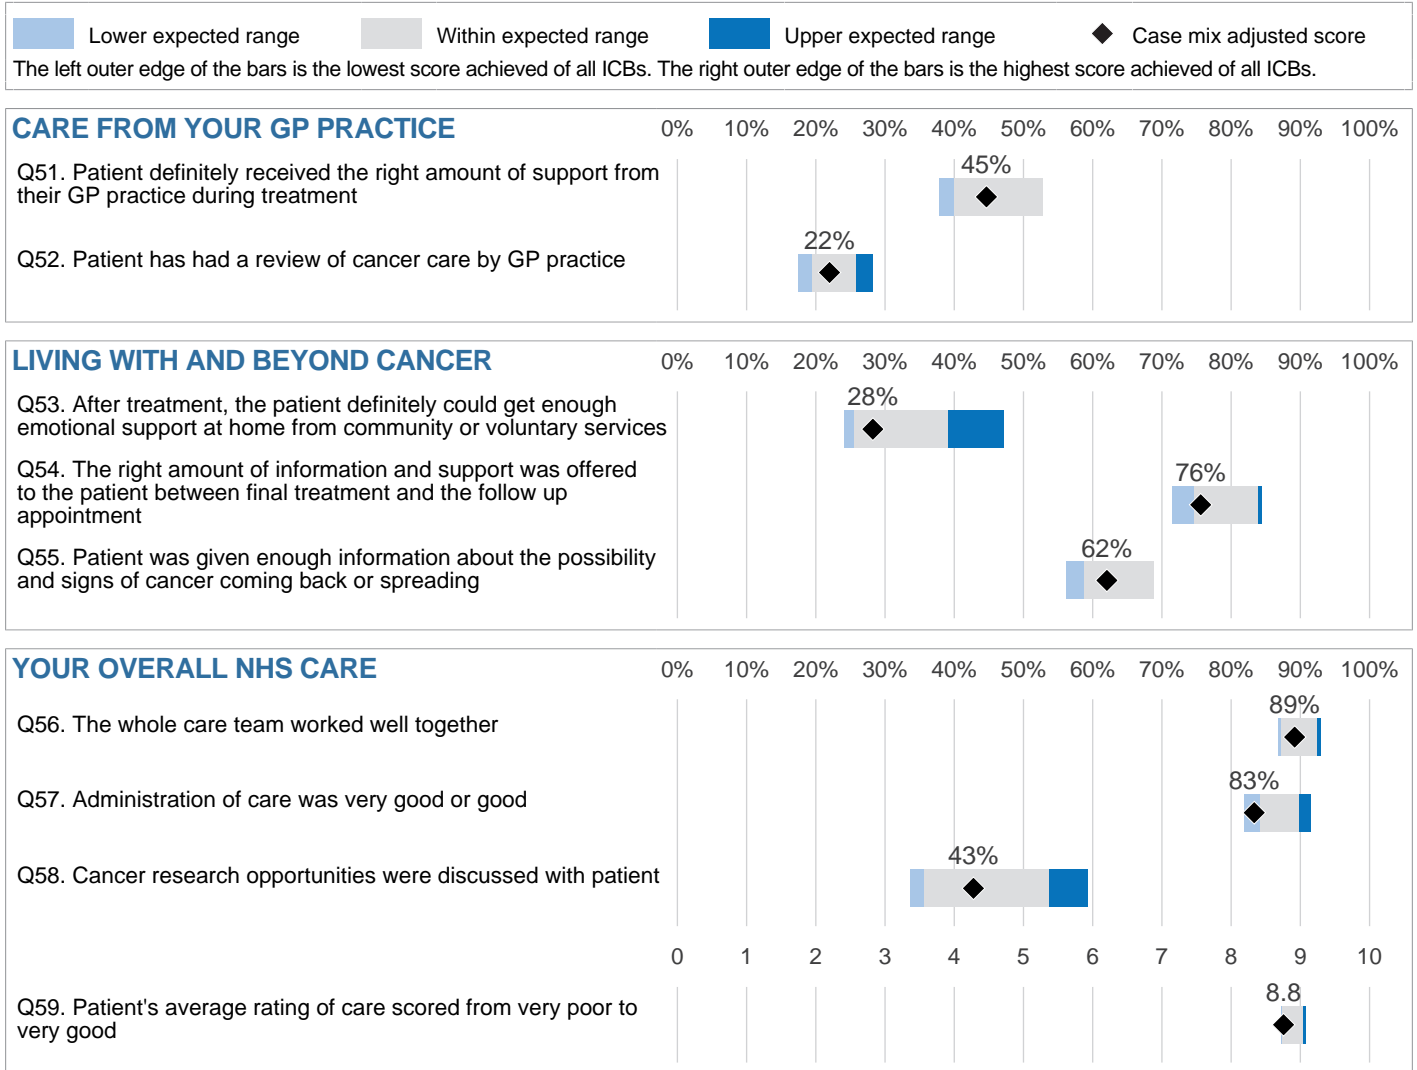 Lower expected range Within expected range Upper expected range Case mix adjusted score
The left outer edge of the bars is the lowest score achieved of all ICBs. The right outer edge of the bars is the highest score achieved of all ICBs.
CARE FROM YOUR GP PRACTICE 0% 10% 20% 30% 40% 50% 60% 70% 80% 90% 100%
45%
Q51. Patient definitely received the right amount of support from
their GP practice during treatment
22%
Q52. Patient has had a review of cancer care by GP practice
LIVING WITH AND BEYOND CANCER 0% 10% 20% 30% 40% 50% 60% 70% 80% 90% 100%
28%
Q53. After treatment, the patient definitely could get enough
emotional support at home from community or voluntary services
76%
Q54. The right amount of information and support was offered
to the patient between final treatment and the follow up
appointment
62%
Q55. Patient was given enough information about the possibility
and signs of cancer coming back or spreading
YOUR OVERALL NHS CARE 0% 10% 20% 30% 40% 50% 60% 70% 80% 90% 100%
89%
Q56. The whole care team worked well together
83%
Q57. Administration of care was very good or good
43%
Q58. Cancer research opportunities were discussed with patient
0 1 2 3 4 5 6 7 8 9 10
8.8
Q59. Patient's average rating of care scored from very poor to
very good